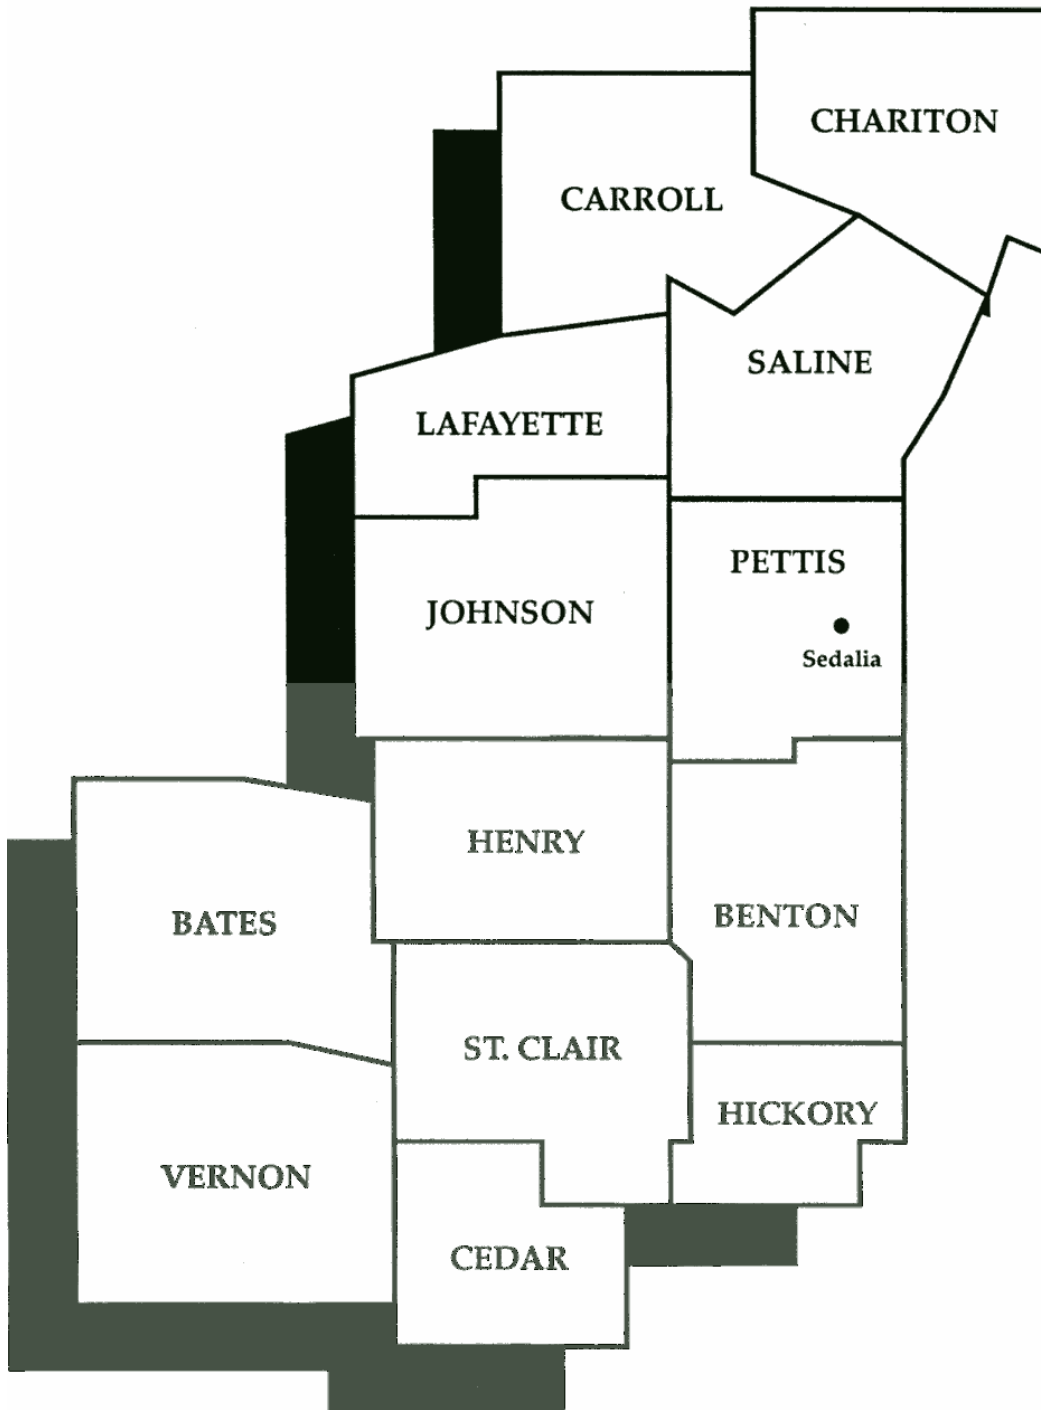 CHARITON
CARROLL
SALINE
LAFAYETTE
PETTIS
JOHNSON
Sedalia
HENRY
BENTON
BATES
ST. CLAIR
HICKORY
VERNON
CEDAR